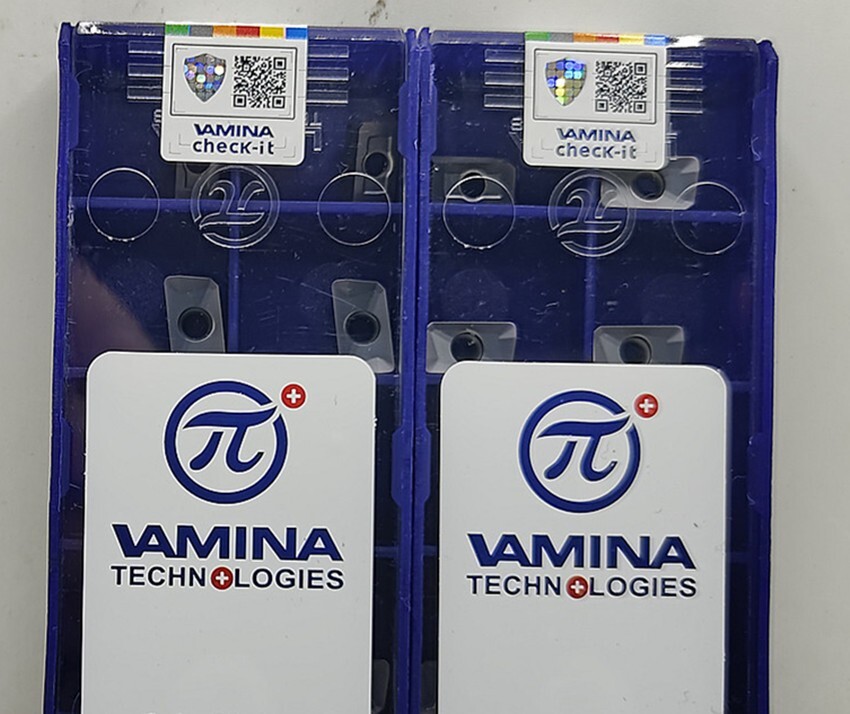 VAMINA
check-it
VAMINA
check-it
π
VAMINA
TECHNOLOGIES
π
VAMINA
TECHNOLOGIES